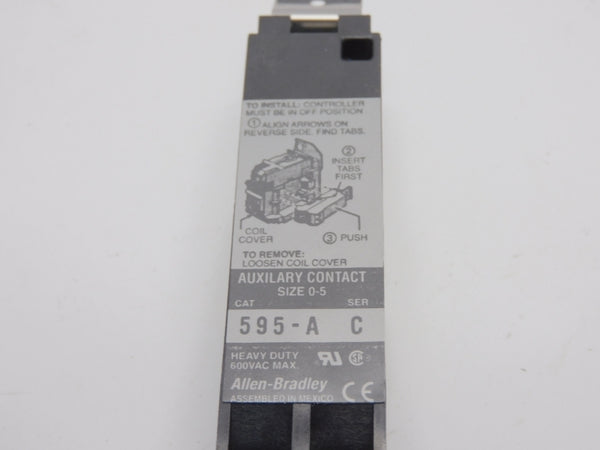 TO INSTALL: CONTROLLER
MUST BE IN OFF POSITION
① ALIGN ARROWS ON
REVERSE SIDE. FIND TABS.
②
INSERT
TABS
FIRST
COIL
COVER
③ PUSH
TO REMOVE:
LOOSEN COIL COVER
AUXILARY CONTACT
SIZE 0-5
CAT SER
595-A C
HEAVY DUTY
600VAC MAX.
Allen-Bradley
ASSEMBLED IN MEXICO
CE